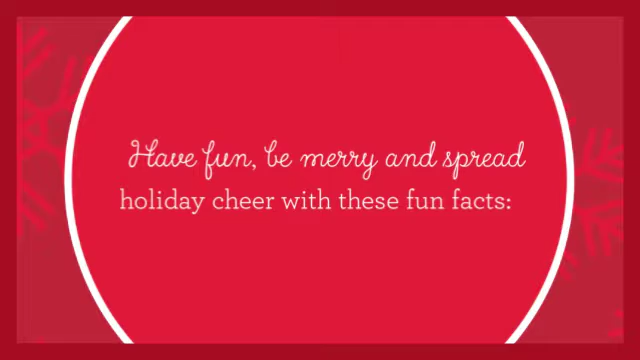 Have fun, be merry and spread
holiday cheer with these fun facts: